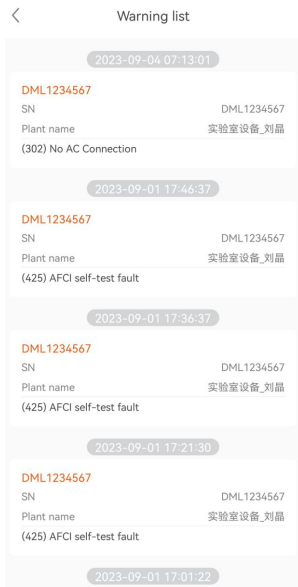 Warning list
2023-09-04 07:13:01
DML1234567
SN DML1234567
Plant name 实验室设备_刘晶
(302) No AC Connection
2023-09-01 17:46:37
DML1234567
SN DML1234567
Plant name 实验室设备_刘晶
(425) AFCI self-test fault
2023-09-01 17:36:37
DML1234567
SN DML1234567
Plant name 实验室设备_刘晶
(425) AFCI self-test fault
2023-09-01 17:21:30
DML1234567
SN DML1234567
Plant name 实验室设备_刘晶
(425) AFCI self-test fault
2023-09-01 17:01:22